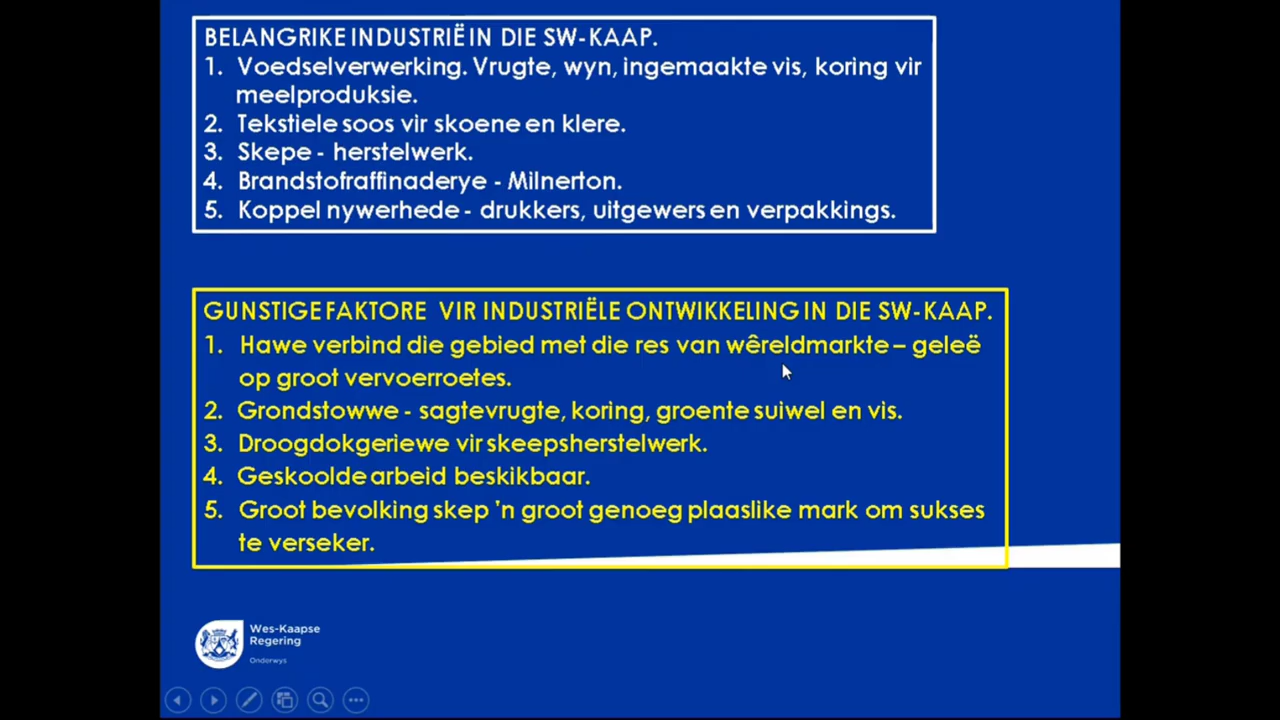 BELANGRIKE INDUSTRIË IN DIE SW-KAAP.
1. Voedselverwerking. Vrugte, wyn, ingemaakte vis, koring vir
meelproduksie.
2. Tekstiele soos vir skoene en klere.
3. Skepe - herstelwerk.
4. Brandstofraffinaderye - Milnerton.
5. Koppel nywerhede - drukkers, uitgewers en verpakkings.
GUNSTIGE FAKTORE VIR INDUSTRIËLE ONTWIKKELING IN DIE SW-KAAP.
1. Hawe verbind die gebied met die res van wêreldmarkte – geleë
op groot vervoerroetes.
2. Grondstowwe - sagtevrugte, koring, groente suiwel en vis.
3. Droogdokgeriewe vir skeepsherstelwerk.
4. Geskoolde arbeid beskikbaar.
5. Groot bevolking skep 'n groot genoeg plaaslike mark om sukses
te verseker.
Wes-Kaapse
Regering
Onderwys